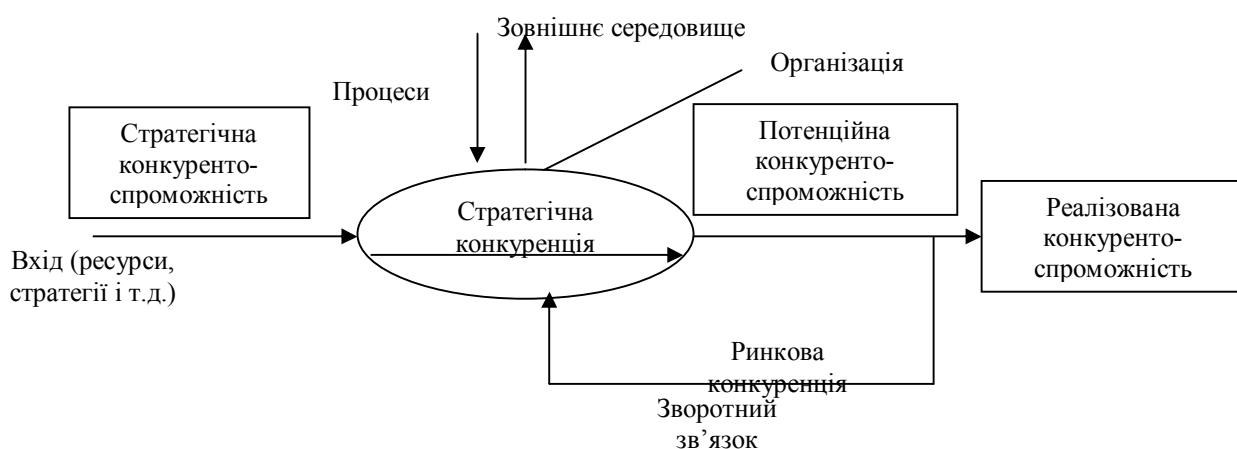 Зовнішнє середовище
Організація
Процеси
Стратегічна
конкуренто-
спроможність
Потенційна
конкуренто-
спроможність
Стратегічна
конкуренція
Реалізована
конкуренто-
спроможність
Вхід (ресурси,
стратегії і т.д.)
Ринкова
конкуренція
Зворотний
зв’язок